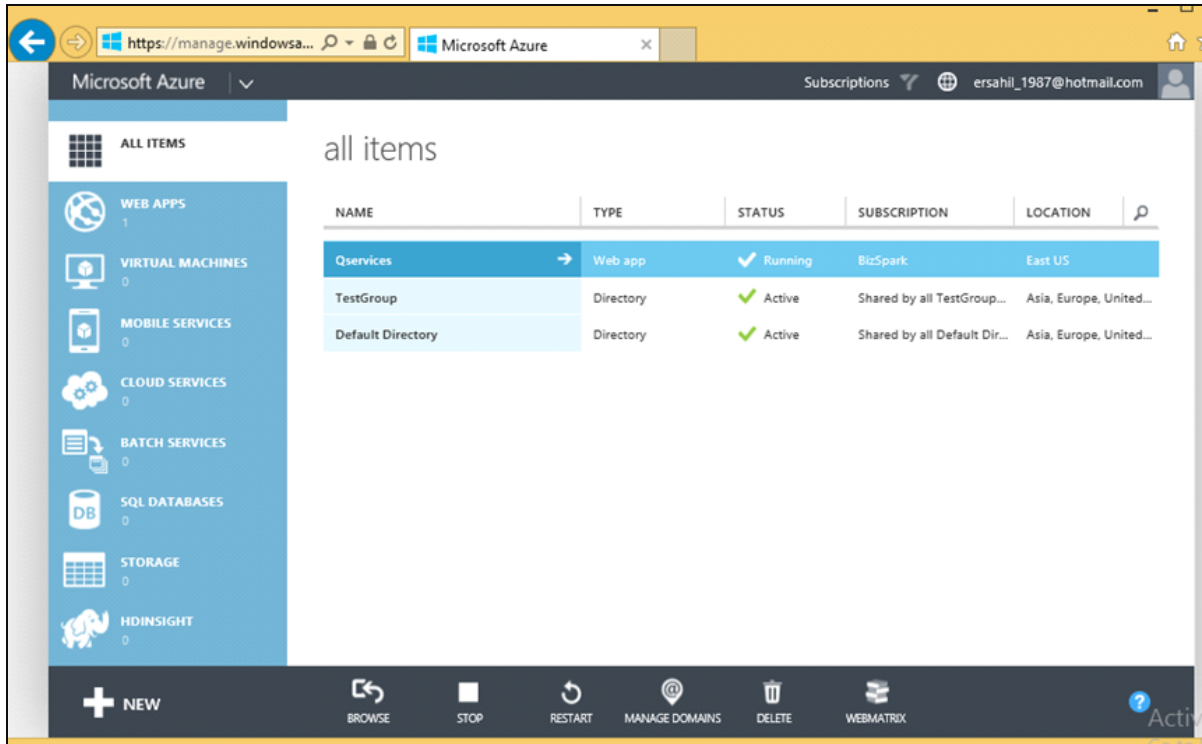 https://manage.windowsa...
Microsoft Azure
Microsoft Azure
Subscriptions
ersahil_1987@hotmail.com
ALL ITEMS
WEB APPS
1
VIRTUAL MACHINES
0
MOBILE SERVICES
0
CLOUD SERVICES
0
BATCH SERVICES
0
SQL DATABASES
0
DB
STORAGE
0
HDINSIGHT
0
all items
NAME TYPE STATUS SUBSCRIPTION LOCATION
Qservices Web app Running BizSpark East US
TestGroup Directory Active Shared by all TestGroup... Asia, Europe, United...
Default Directory Directory Active Shared by all Default Dir... Asia, Europe, United...
NEW
BROWSE
STOP
RESTART
MANAGE DOMAINS
DELETE
WEBMATRIX
?
Activ